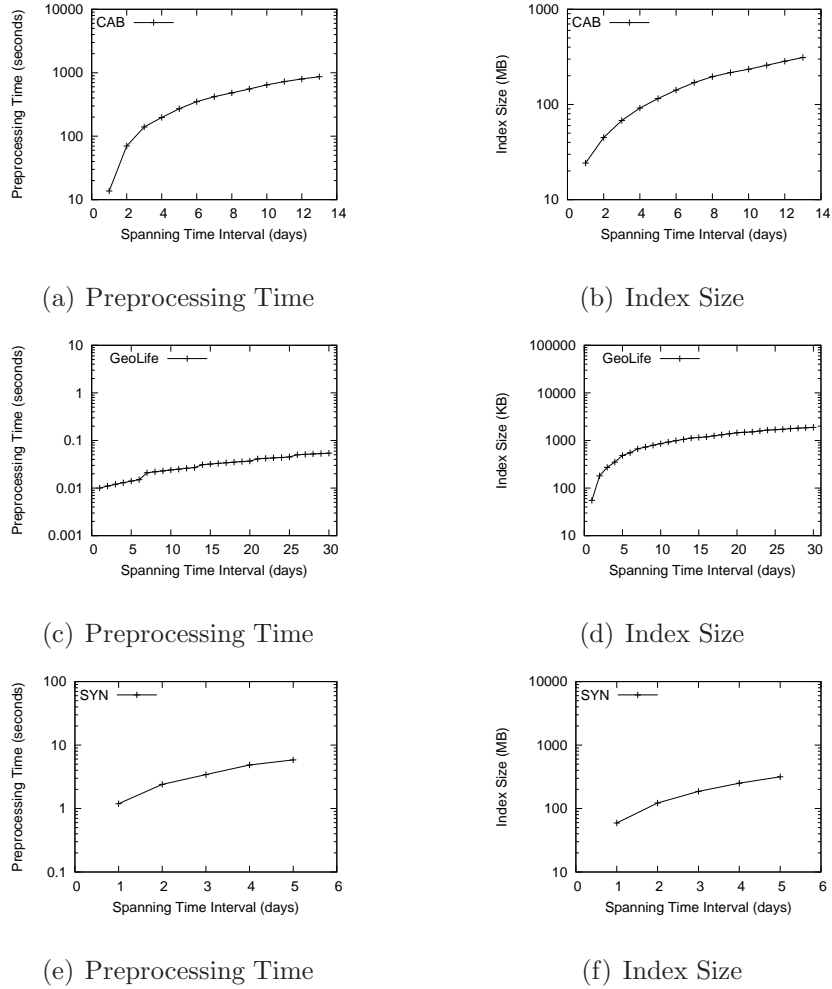 CAB
Preprocessing Time (seconds)
10000
1000
100
10
0 2 4 6 8 10 12 14
Spanning Time Interval (days)
(a) Preprocessing Time
CAB
Index Size (MB)
1000
100
10
0 2 4 6 8 10 12 14
Spanning Time Interval (days)
(b) Index Size
GeoLife
Preprocessing Time (seconds)
10
1
0.1
0.01
0.001
0 5 10 15 20 25 30
Spanning Time Interval (days)
(c) Preprocessing Time
GeoLife
Index Size (KB)
100000
10000
1000
100
10
0 5 10 15 20 25 30
Spanning Time Interval (days)
(d) Index Size
SYN
Preprocessing Time (seconds)
100
10
1
0.1
0 1 2 3 4 5 6
Spanning Time Interval (days)
(e) Preprocessing Time
SYN
Index Size (MB)
10000
1000
100
10
0 1 2 3 4 5 6
Spanning Time Interval (days)
(f) Index Size